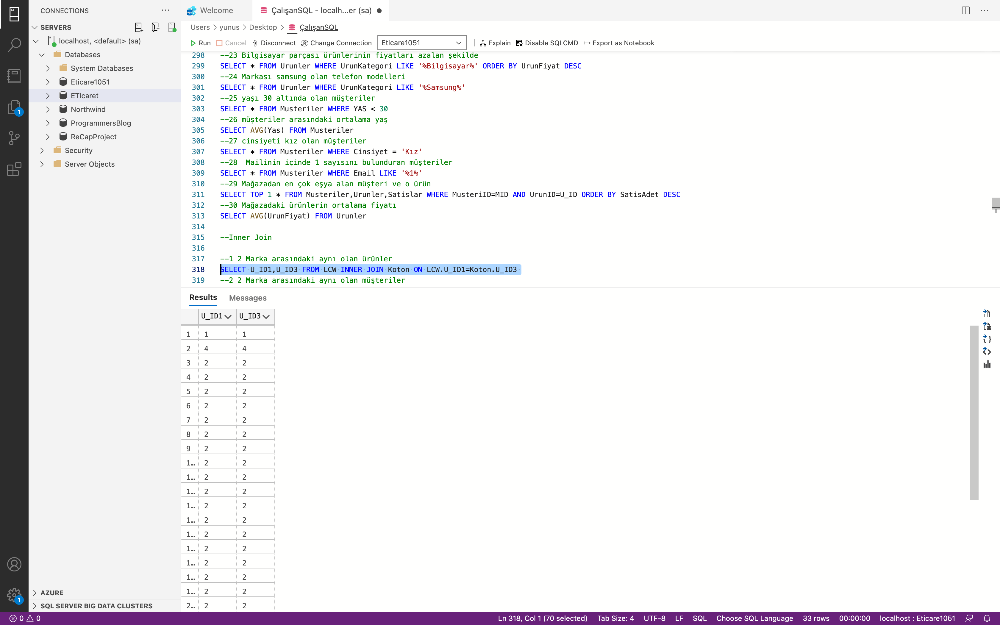 CONNECTIONS
SERVERS
localhost, <default> (sa)
Databases
System Databases
Eticare1051
ETicaret
Northwind
ProgrammersBlog
ReCapProject
Security
Server Objects
AZURE
SQL SERVER BIG DATA CLUSTERS
1
1
Welcome
ÇalışanSQL - localh...er (sa)
Users > yunus > Desktop > ÇalışanSQL
Run Cancel Disconnect Change Connection Eticare1051 Explain Disable SQLCMD Export as Notebook
298 --23 Bilgisayar parçası ürünlerinin fiyatları azalan şekilde
299 SELECT * FROM Urunler WHERE UrunKategori LIKE '%Bilgisayar%' ORDER BY UrunFiyat DESC
300 --24 Markası samsung olan telefon modelleri
301 SELECT * FROM Urunler WHERE UrunKategori LIKE '%Samsung%'
302 --25 yaşı 30 altında olan müşteriler
303 SELECT * FROM Musteriler WHERE YAS < 30
304 --26 müşteriler arasındaki ortalama yaş
305 SELECT AVG(Yas) FROM Musteriler
306 --27 cinsiyeti kız olan müşteriler
307 SELECT * FROM Musteriler WHERE Cinsiyet = 'Kız'
308 --28  Mailinin içinde 1 sayısını bulunduran müşteriler
309 SELECT * FROM Musteriler WHERE Email LIKE '%1%'
310 --29 Mağazadan en çok eşya alan müşteri ve o ürün
311 SELECT TOP 1 * FROM Musteriler,Urunler,Satislar WHERE MusteriID=MID AND UrunID=U_ID ORDER BY SatisAdet DESC
312 --30 Mağazadaki ürünlerin ortalama fiyatı
313 SELECT AVG(UrunFiyat) FROM Urunler
314
315 --Inner Join
316
317 --1 2 Marka arasındaki aynı olan ürünler
318 SELECT U_ID1,U_ID3 FROM LCW INNER JOIN Koton ON LCW.U_ID1=Koton.U_ID3
319 --2 2 Marka arasındaki aynı olan müşteriler
Results Messages
U_ID1 U_ID3
1 1 1
2 4 4
3 2 2
4 2 2
5 2 2
6 2 2
7 2 2
8 2 2
9 2 2
1... 2 2
1... 2 2
1... 2 2
1... 2 2
1... 2 2
1... 2 2
1... 2 2
1... 2 2
1... 2 2
1... 2 2
2... 2 2
0 0 Ln 318, Col 1 (70 selected) Tab Size: 4 UTF-8 LF SQL Choose SQL Language 33 rows 00:00:00 localhost : Eticare1051